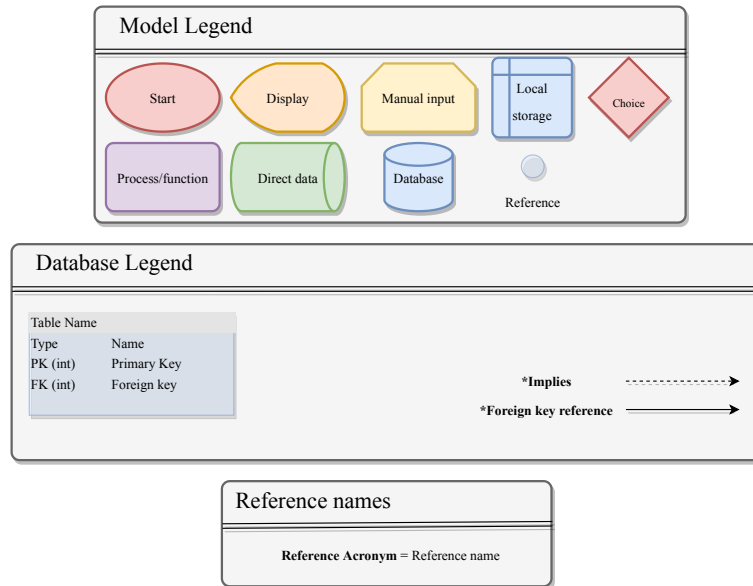 Model Legend
Start
Display
Manual input
Local
storage
Choice
Process/function
Direct data
Database
Reference
Database Legend
Table Name
Type Name
PK (int) Primary Key
FK (int) Foreign key
*Implies
*Foreign key reference
Reference names
Reference Acronym = Reference name